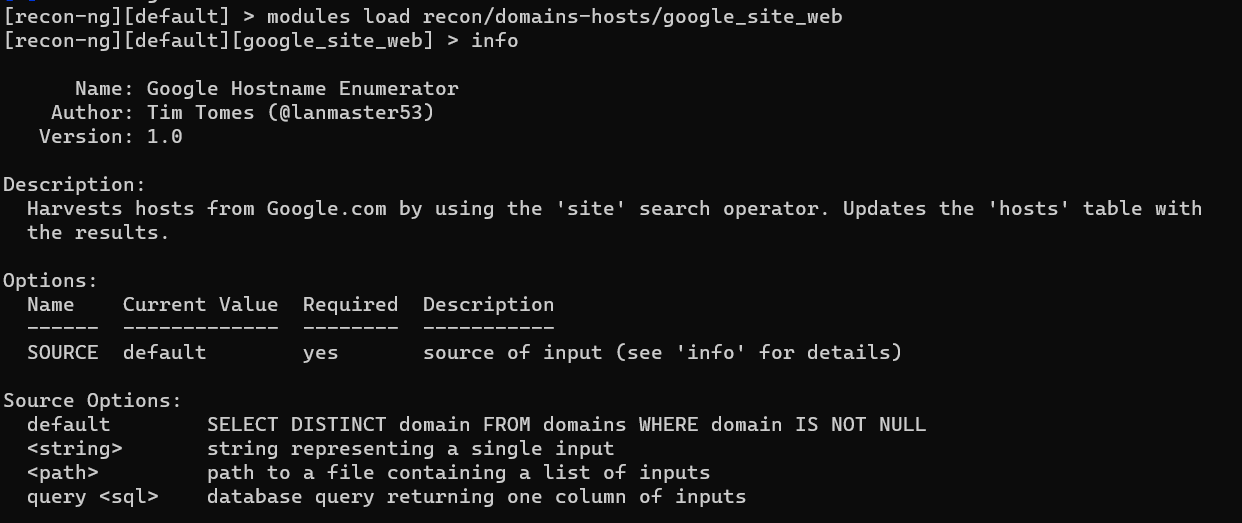 [recon-ng][default] > modules load recon/domains-hosts/google_site_web
[recon-ng][default][google_site_web] > info
Name: Google Hostname Enumerator
Author: Tim Tomes (@lanmaster53)
Version: 1.0
Description:
Harvests hosts from Google.com by using the 'site' search operator. Updates the 'hosts' table with
the results.
Options:
Name    Current Value  Required  Description
------  -------------  --------  -----------
SOURCE  default        yes       source of input (see 'info' for details)
Source Options:
default        SELECT DISTINCT domain FROM domains WHERE domain IS NOT NULL
<string>       string representing a single input
<path>         path to a file containing a list of inputs
query <sql>    database query returning one column of inputs